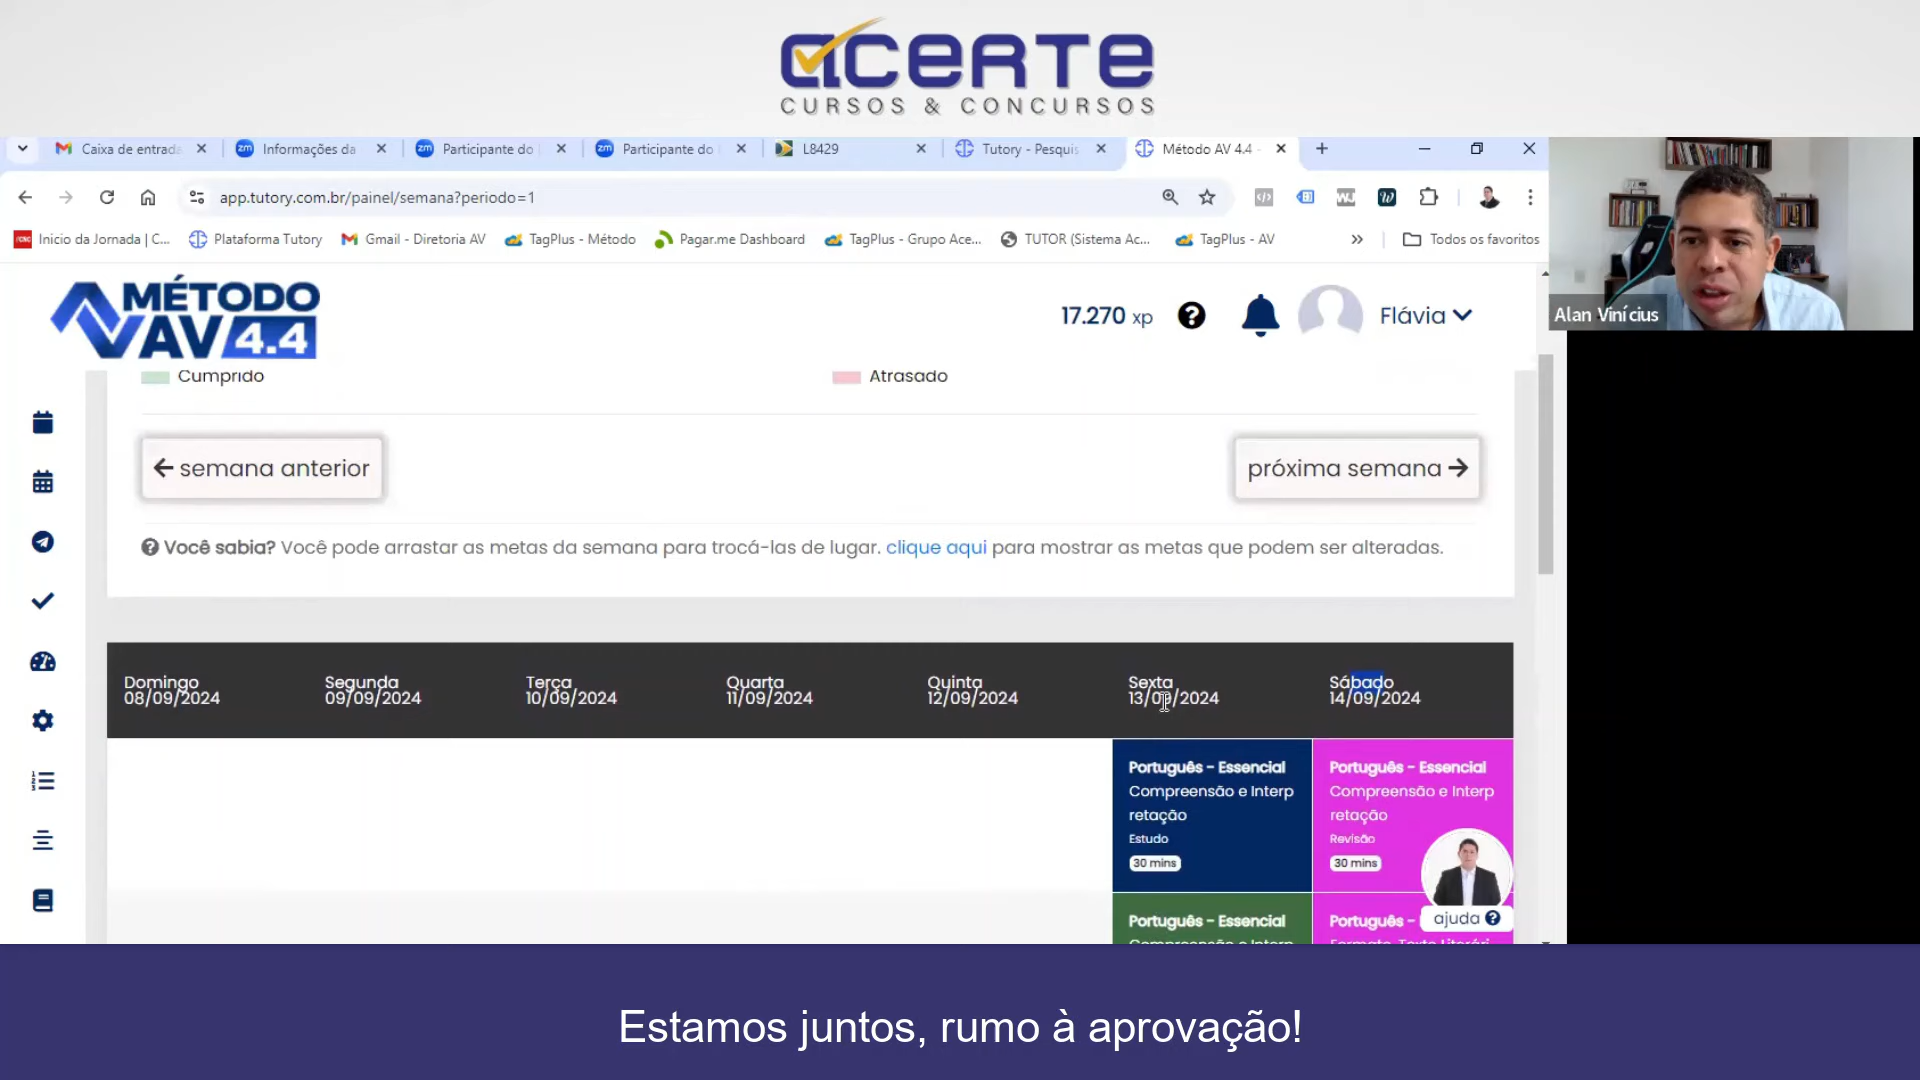 acerte
CURSOS & CONCURSOS
Caixa de entrada
Informações da
Participante do
Participante do
L8429
Tutory - Pesquis
Método AV 4.4 -
app.tutory.com.br/painel/semana?periodo=1
Inicio da Jornada | C...
Plataforma Tutory
Gmail - Diretoria AV
TagPlus - Método
Pagar.me Dashboard
TagPlus - Grupo Ace...
TUTOR (Sistema Ac...
TagPlus - AV
Todos os favoritos
Alan Vinícius
MÉTODO
AV 4.4
17.270 xp
Flávia
Cumprido
Atrasado
semana anterior
próxima semana
Você sabia? Você pode arrastar as metas da semana para trocá-las de lugar. clique aqui para mostrar as metas que podem ser alteradas.
Domingo
08/09/2024
Segunda
09/09/2024
Terça
10/09/2024
Quarta
11/09/2024
Quinta
12/09/2024
Sexta
13/09/2024
Sábado
14/09/2024
Português - Essencial
Compreensão e Interp
retação
Estudo
30 mins
Português - Essencial
Compreensão e Interp
retação
Revisão
30 mins
Português - Essencial
Compreensão e Interp
Português -
Formato, Texto Literári
ajuda
Estamos juntos, rumo à aprovação!